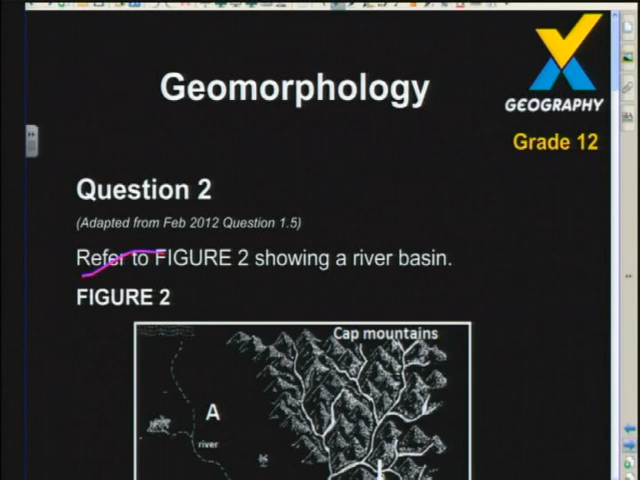 Geomorphology
GEOGRAPHY
Grade 12
Question 2
(Adapted from Feb 2012 Question 1.5)
Refer to FIGURE 2 showing a river basin.
FIGURE 2
Cap mountains
A
river